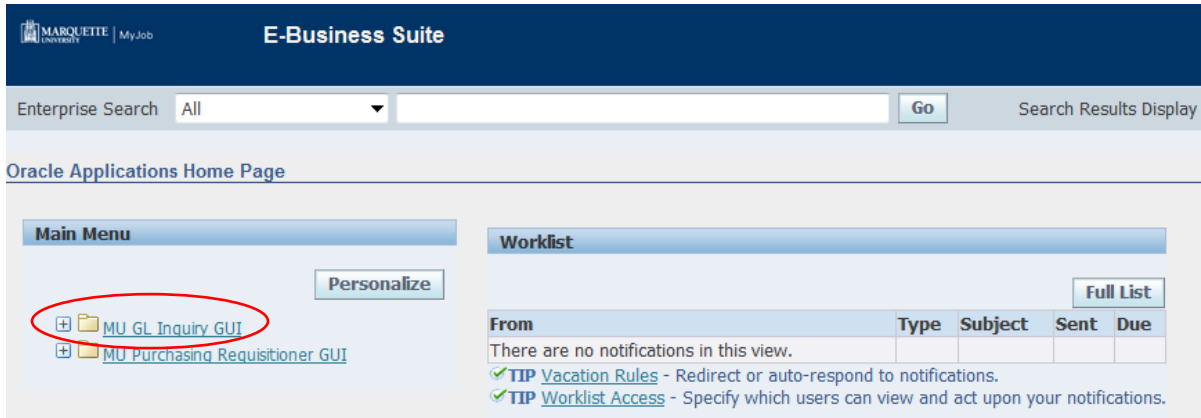 MARQUETTE UNIVERSITY | MyJob
E-Business Suite
Enterprise Search All Go Search Results Display
Oracle Applications Home Page
Main Menu
Personalize
MU GL Inquiry GUI
MU Purchasing Requisitioner GUI
Worklist
Full List
From Type Subject Sent Due
There are no notifications in this view.
TIP Vacation Rules - Redirect or auto-respond to notifications.
TIP Worklist Access - Specify which users can view and act upon your notifications.